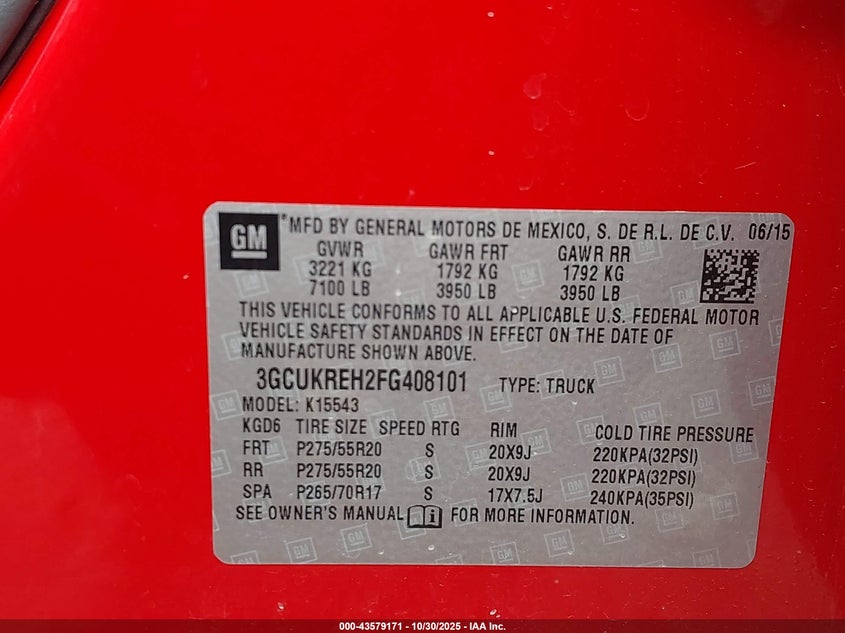 GM
MFD BY GENERAL MOTORS DE MEXICO, S. DE R.L. DE C.V. 06/15
GVWR GAWR FRT GAWR RR
3221 KG 1792 KG 1792 KG
7100 LB 3950 LB 3950 LB
THIS VEHICLE CONFORMS TO ALL APPLICABLE U.S. FEDERAL MOTOR
VEHICLE SAFETY STANDARDS IN EFFECT ON THE DATE OF
MANUFACTURE SHOWN ABOVE.
3GCUKREH2FG408101 TYPE: TRUCK
MODEL: K15543
KGD6 TIRE SIZE SPEED RTG RIM COLD TIRE PRESSURE
FRT P275/55R20 S 20X9J 220KPA(32PSI)
RR P275/55R20 S 20X9J 220KPA(32PSI)
SPA P265/70R17 S 17X7.5J 240KPA(35PSI)
SEE OWNER'S MANUAL FOR MORE INFORMATION.
000-43579171 - 10/30/2025 - IAA Inc.